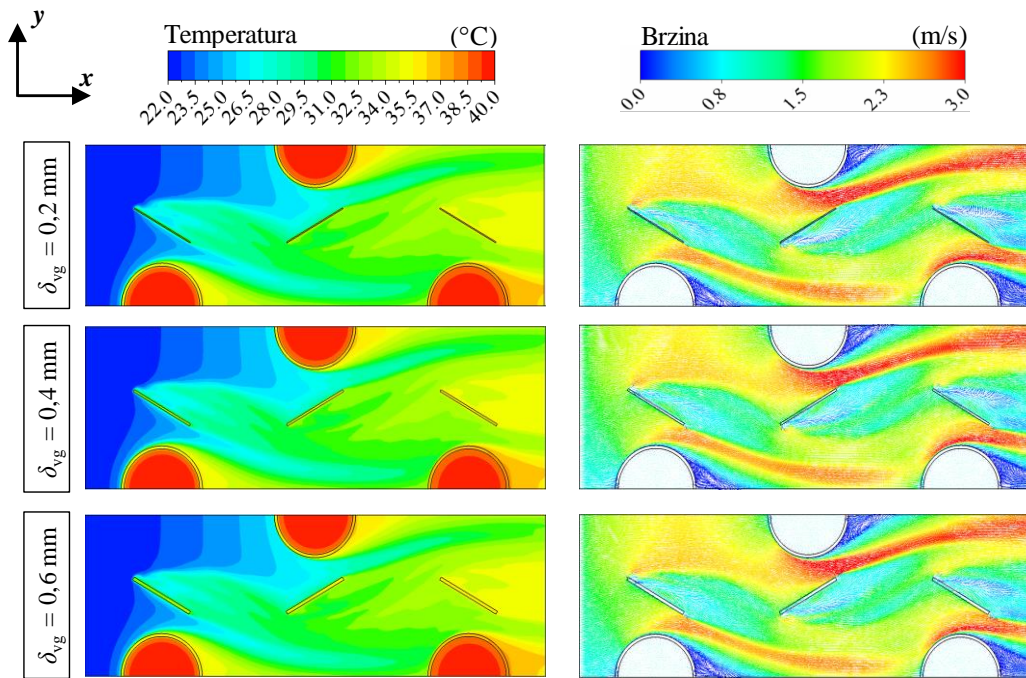 y
x
Temperatura (°C)
22.0 23.5 25.0 26.5 28.0 29.5 31.0 32.5 34.0 35.5 37.0 38.5 40.0
Brzina (m/s)
0.0 0.8 1.5 2.3 3.0
δvg = 0,2 mm
δvg = 0,4 mm
δvg = 0,6 mm